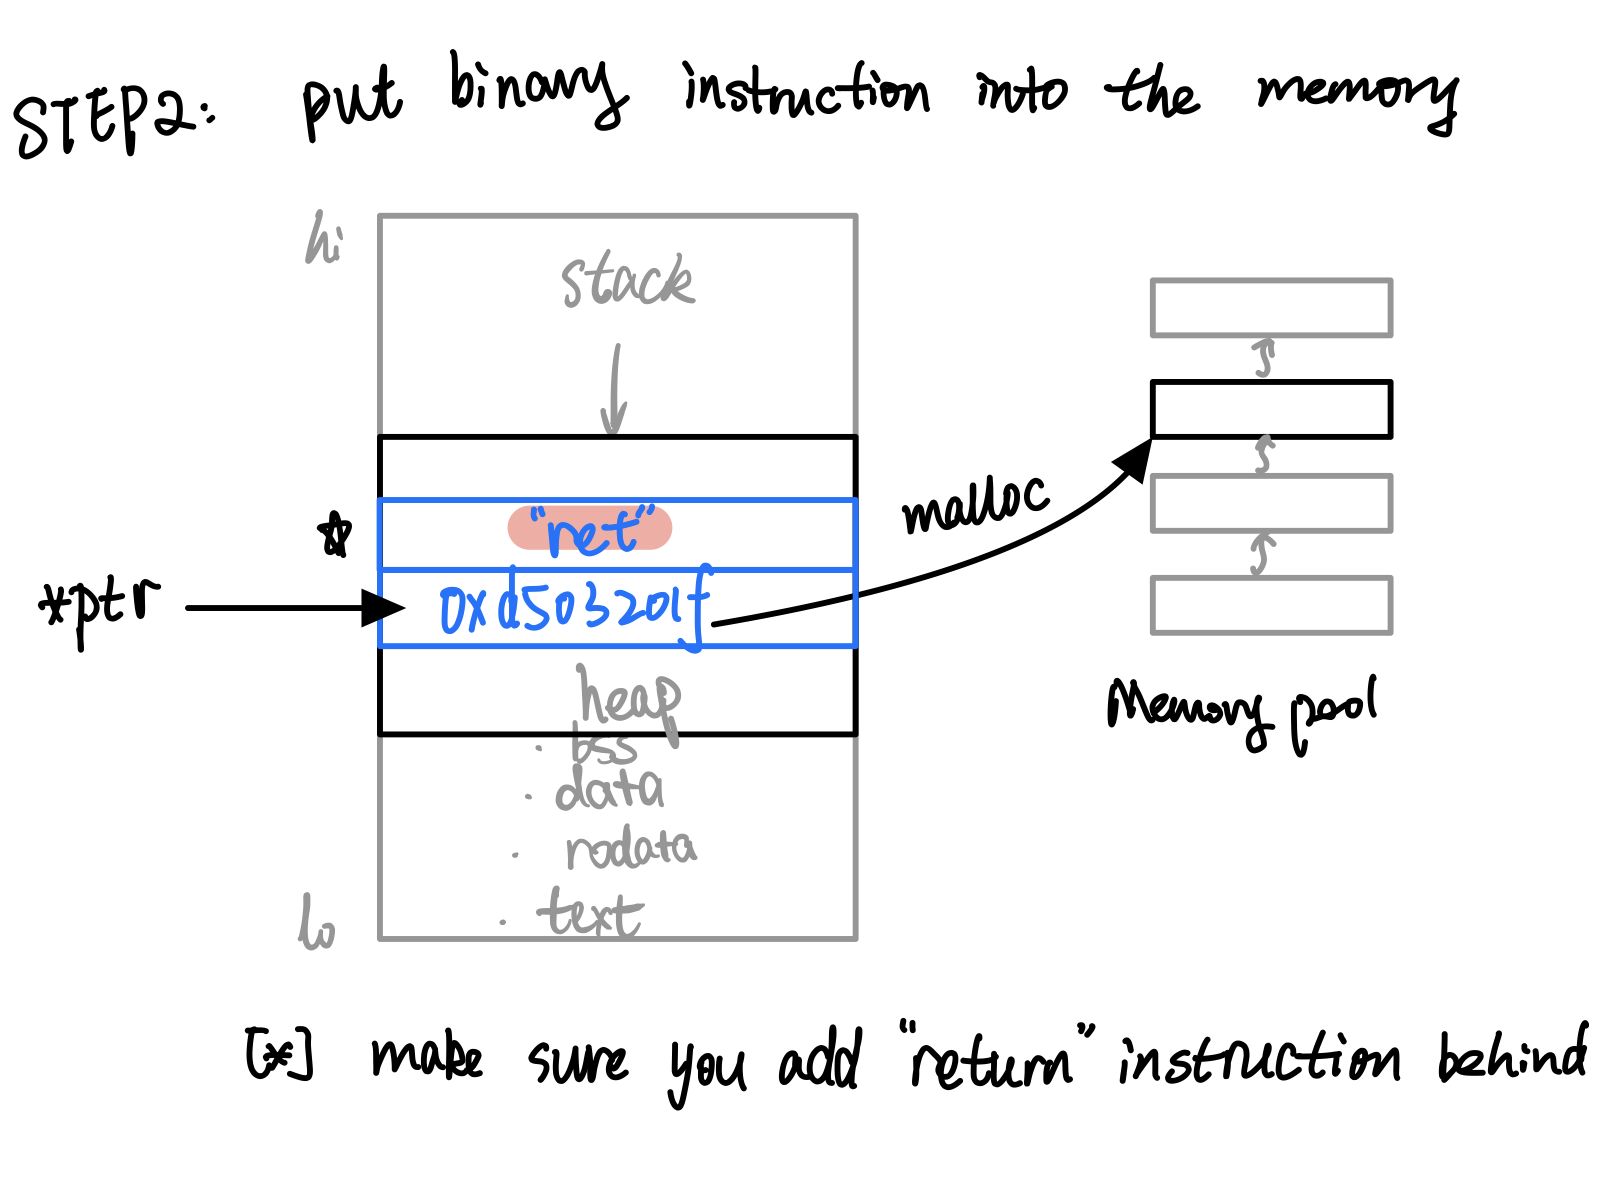 STEP2: put binary instruction into the memory
hi
stack
"ret"
☆
*ptr
0xd503201f
malloc
heap
· bss
· data
· rodata
· text
lo
Memory pool
[*] make sure you add "return" instruction behind